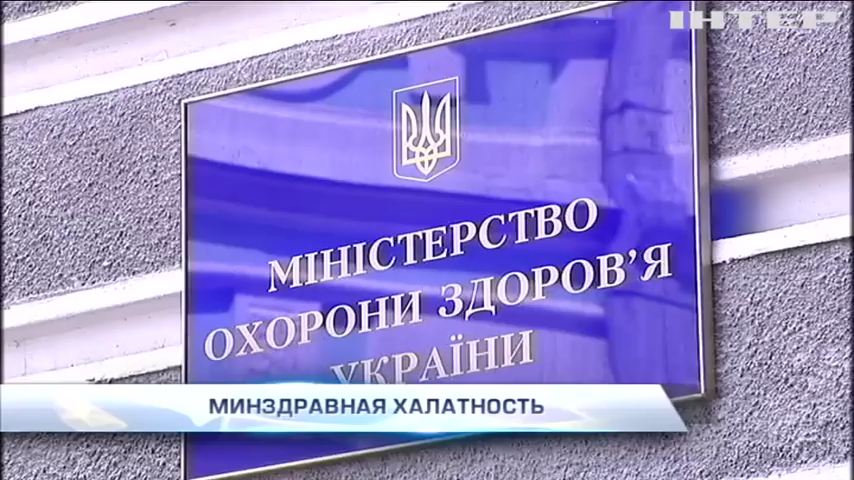 ІНТЕР
МІНІСТЕРСТВО
ОХОРОНИ ЗДОРОВ’Я
УКРАЇНИ
МИНЗДРАВНАЯ ХАЛАТНОСТЬ